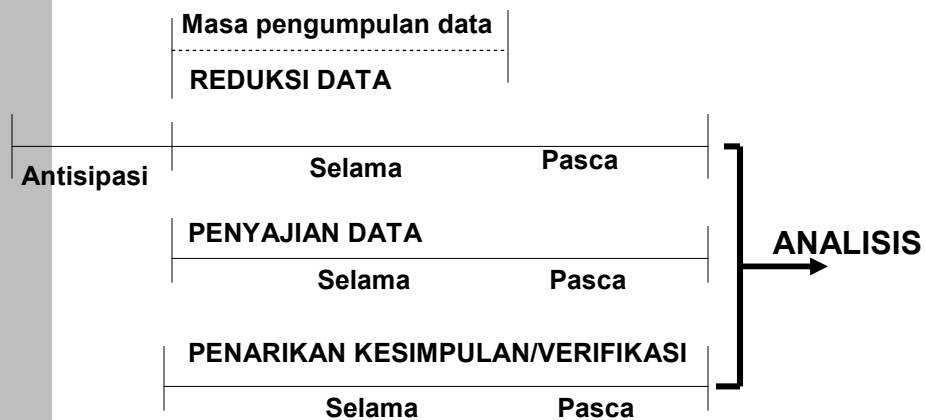 Masa pengumpulan data
REDUKSI DATA
Antisipasi Selama Pasca
PENYAJIAN DATA
Selama Pasca
ANALISIS
PENARIKAN KESIMPULAN/VERIFIKASI
Selama Pasca